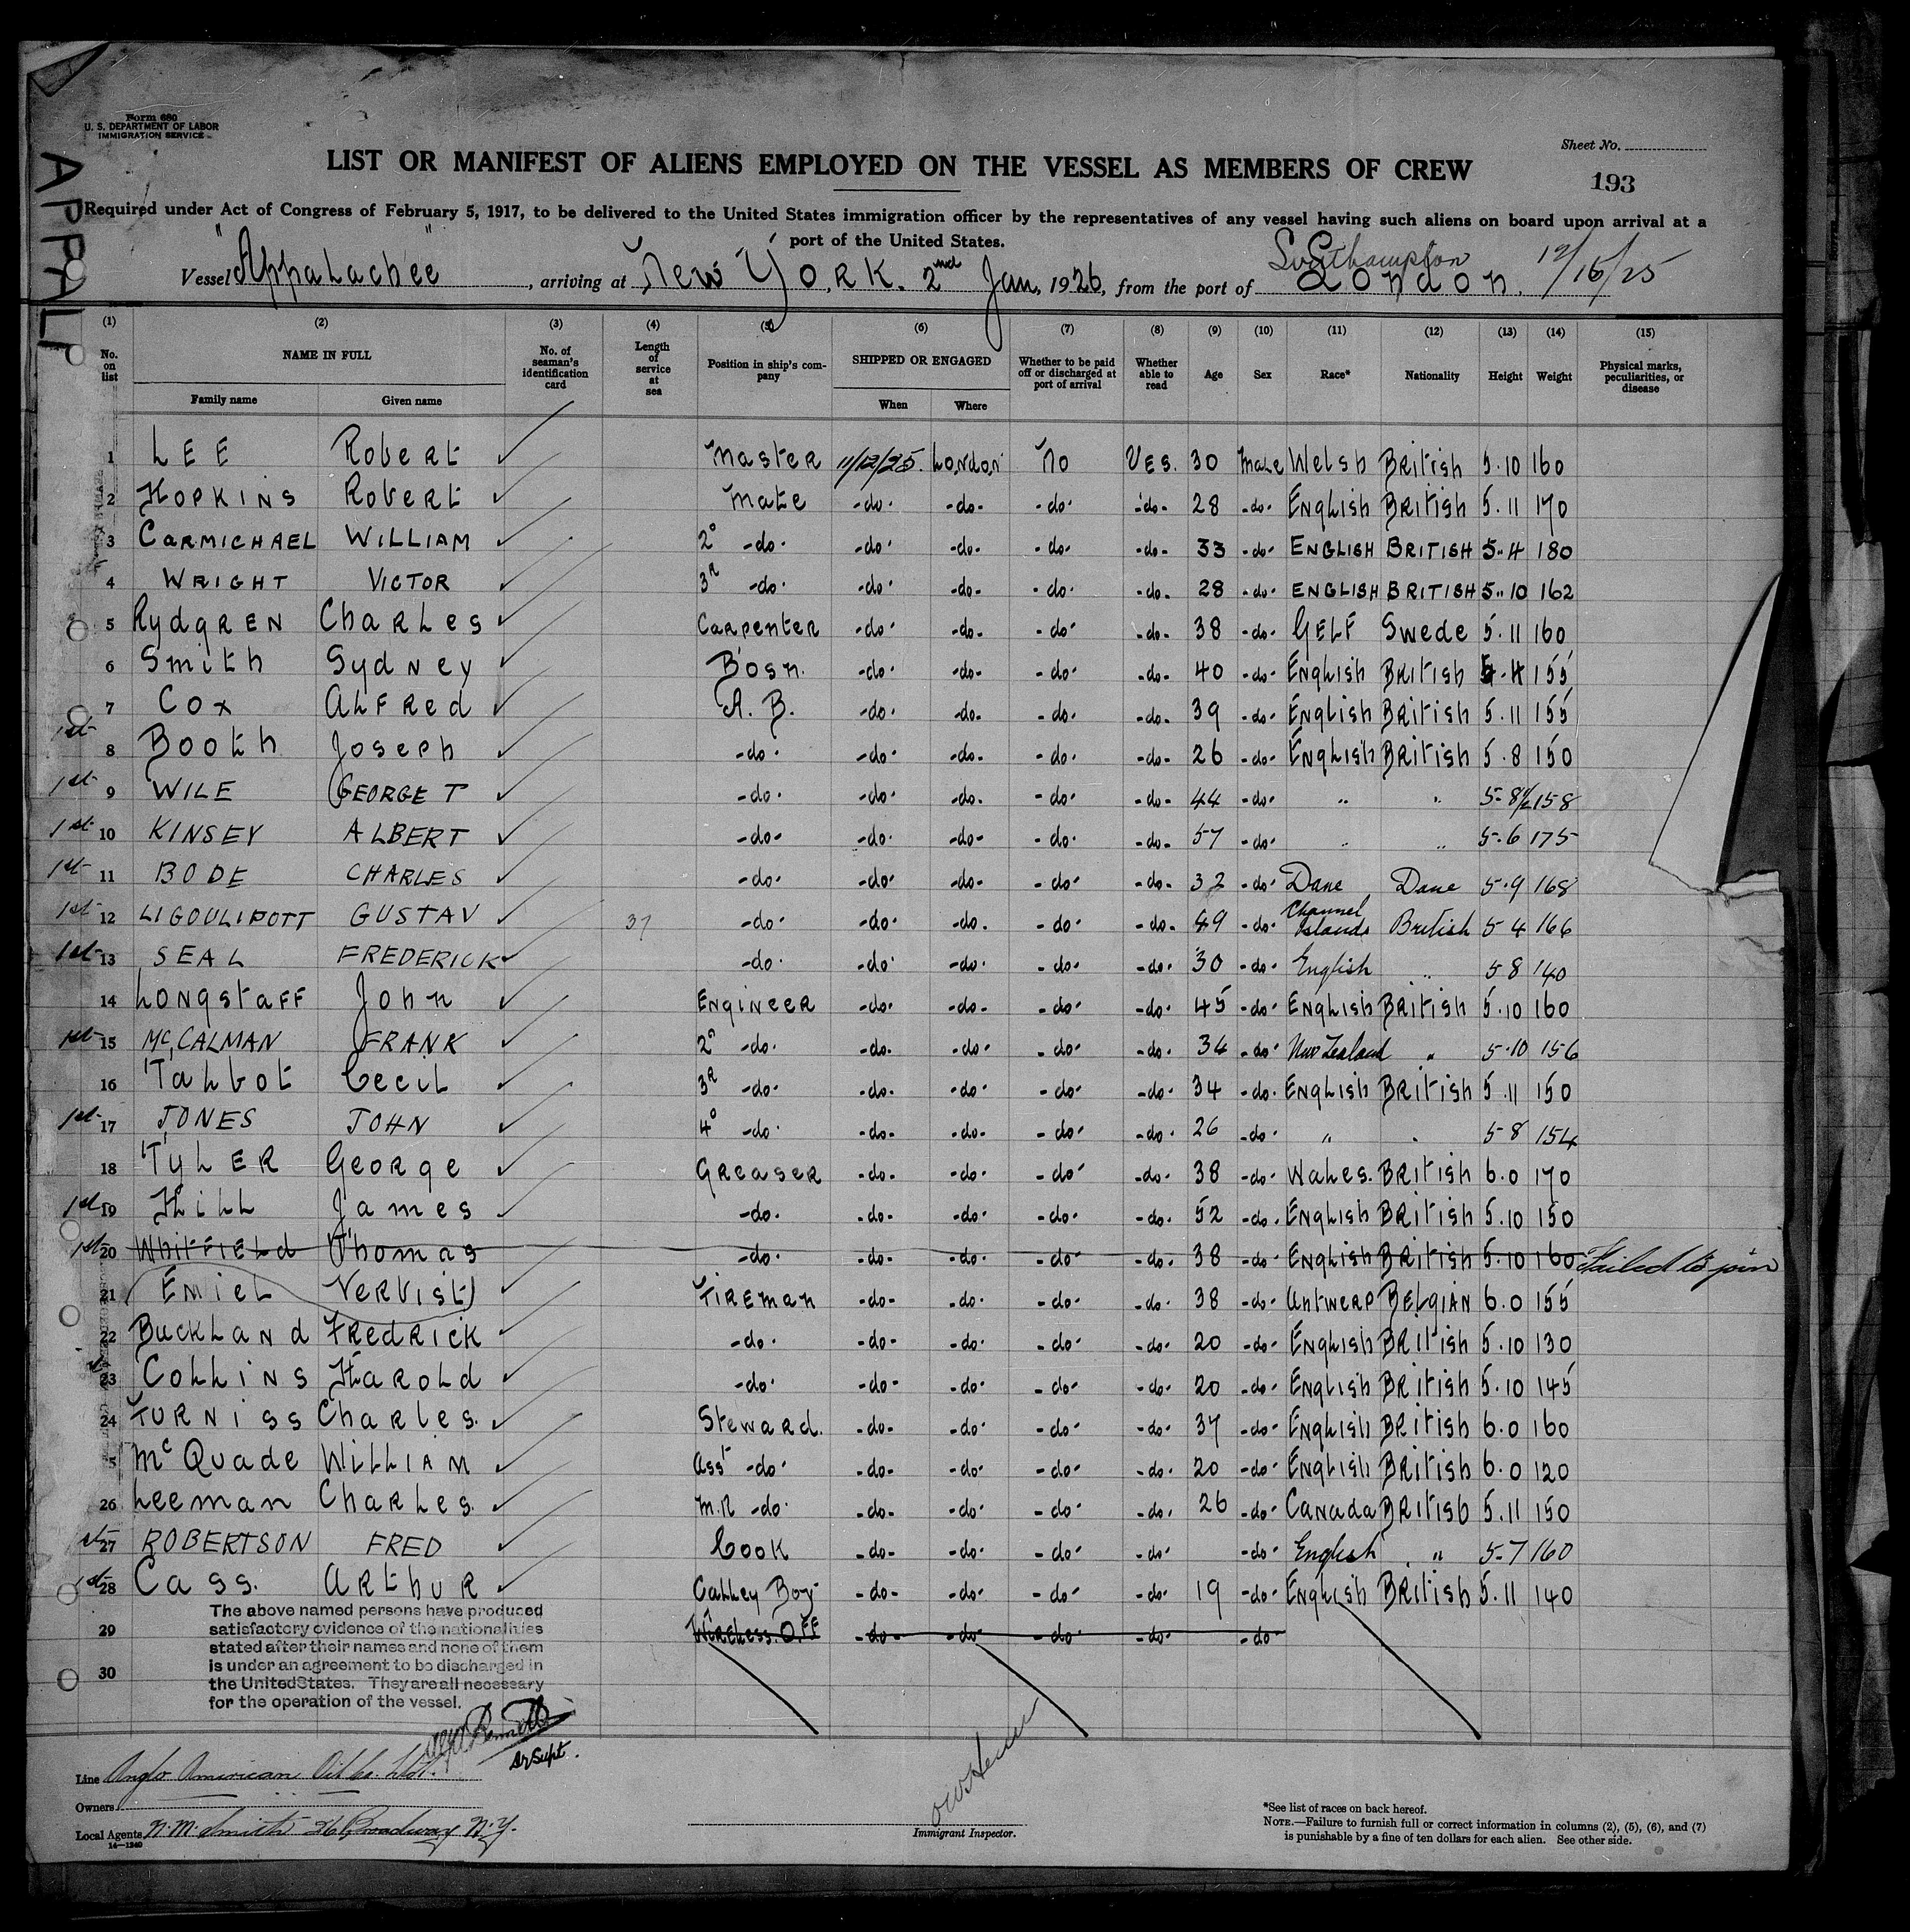 Form 680
U. S. DEPARTMENT OF LABOR
IMMIGRATION SERVICE
APPAL
Sheet No.
LIST OR MANIFEST OF ALIENS EMPLOYED ON THE VESSEL AS MEMBERS OF CREW
193
Required under Act of Congress of February 5, 1917, to be delivered to the United States immigration officer by the representatives of any vessel having such aliens on board upon arrival at a
port of the United States.
Southampton
Vessel "Appalachee", arriving at New York. 2nd Jan, 1926, from the port of London. 12/16/25
(1) (2) (3) (4) (5) (6) (7) (8) (9) (10) (11) (12) (13) (14) (15)
No. on list NAME IN FULL Family name Given name No. of seaman's identification card Length of service at sea Position in ship's company SHIPPED OR ENGAGED When Where Whether to be paid off or discharged at port of arrival Whether able to read Age Sex Race* Nationality Height Weight Physical marks, peculiarities, or disease
1 LEE Robert Master 11/12/25. London No Yes. 30 Male Welsh British 5.10 160
2 Hopkins Robert Mate -do- -do- -do- -do- 28 -do- English British 5.11 170
3 CARMICHAEL WILLIAM 2º -do- -do- -do- -do- -do- 33 -do- ENGLISH BRITISH 5"4 180
4 WRIGHT VICTOR 3R -do- -do- -do- -do- -do- 28 -do- ENGLISH BRITISH 5"10 162
5 Rydgren Charles Carpenter -do- -do- -do- -do- 38 -do- GELF Swede 5.11 160
6 Smith Sydney Bosn. -do- -do- -do- -do- 40 -do- English British 5.4 155
7 Cox Alfred A.B. -do- -do- -do- -do- 39 -do- English British 5.11 155
1st 8 Booth Joseph -do- -do- -do- -do- -do- 26 -do- English British 5.8 150
1st 9 WILE GEORGE T -do- -do- -do- -do- -do- 44 -do- " " 5-8½ 158
1st 10 KINSEY ALBERT -do- -do- -do- -do- -do- 57 -do- " " 5-6 175
1st 11 BODE CHARLES -do- -do- -do- -do- -do- 32 -do- Dane Dane 5.9 168
1st 12 LIGOULIPOTT GUSTAV 37 -do- -do- -do- -do- -do- 49 -do- Channel Islands British 5 4 166
1st 13 SEAL FREDERICK -do- -do- -do- -do- -do- 30 -do- English " 5 8 140
14 Longstaff John Engineer -do- -do- -do- -do- 45 -do- English British 5.10 160
1st 15 McCALMAN FRANK 2n -do- -do- -do- -do- -do- 34 -do- New Zealand " 5.10 156
16 Talbot Cecil 3R -do- -do- -do- -do- -do- 34 -do- English British 5.11 150
1st 17 JONES JOHN 4º -do- -do- -do- -do- -do- 26 -do- " " 5 8 154
18 Tyler George Greaser -do- -do- -do- -do- 38 -do- Wales. British 6.0 170
1st 19 Hill James -do- -do- -do- -do- -do- 52 -do- English British 5.10 150
1st 20 Whitfield Thomas -do- -do- -do- -do- -do- 38 -do- English British 5.10 160 Failed to join
21 Emiel Vervist Fireman -do- -do- -do- -do- 38 -do- Antwerp BELGIAN 6.0 155
22 Buckland Fredrick -do- -do- -do- -do- -do- 20 -do- English British 5.10 130
23 Collins Harold -do- -do- -do- -do- -do- 20 -do- English British 5.10 145
24 Turniss Charles. Steward. -do- -do- -do- -do- 37 -do- English British 6.0 160
5 McQuade William Asst -do- -do- -do- -do- -do- 20 -do- English British 6.0 120
26 Leeman Charles. M.R -do- -do- -do- -do- -do- 26 -do- Canada British 5.11 150
1st 27 ROBERTSON FRED Cook -do- -do- -do- -do- -do- English " 5-7 160
1st 28 Cass. Arthur Galley Boy -do- -do- -do- -do- 19 -do- English British 5.11 140
29 Wireless. Off -do- -do- -do- -do- -do-
30
The above named persons have produced
satisfactory evidence of the nationalities
stated after their names and none of them
is under an agreement to be discharged in
the United States. They are all necessary
for the operation of the vessel.
Line Anglo American Oil Co. Ltd.
Owners
Local Agents N. M. Smith 26 Broadway N.Y.
14—1240
Immigrant Inspector.
*See list of races on back hereof.
NOTE.—Failure to furnish full or correct information in columns (2), (5), (6), and (7)
is punishable by a fine of ten dollars for each alien. See other side.